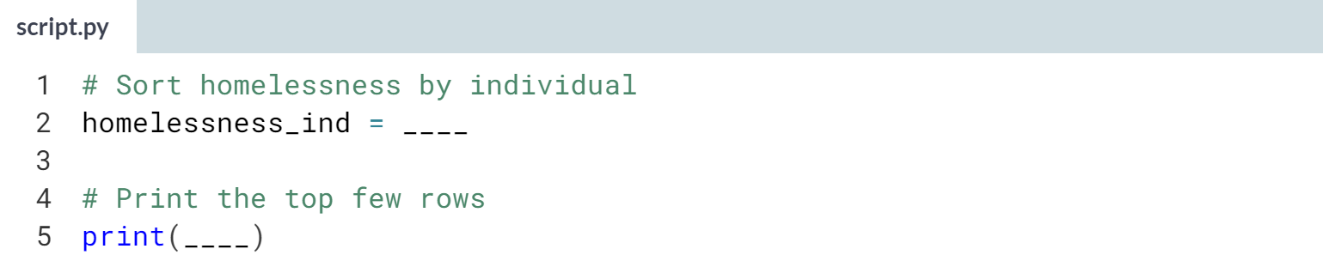 script.py
1 # Sort homelessness by individual
2 homelessness_ind = ____
3
4 # Print the top few rows
5 print(____)